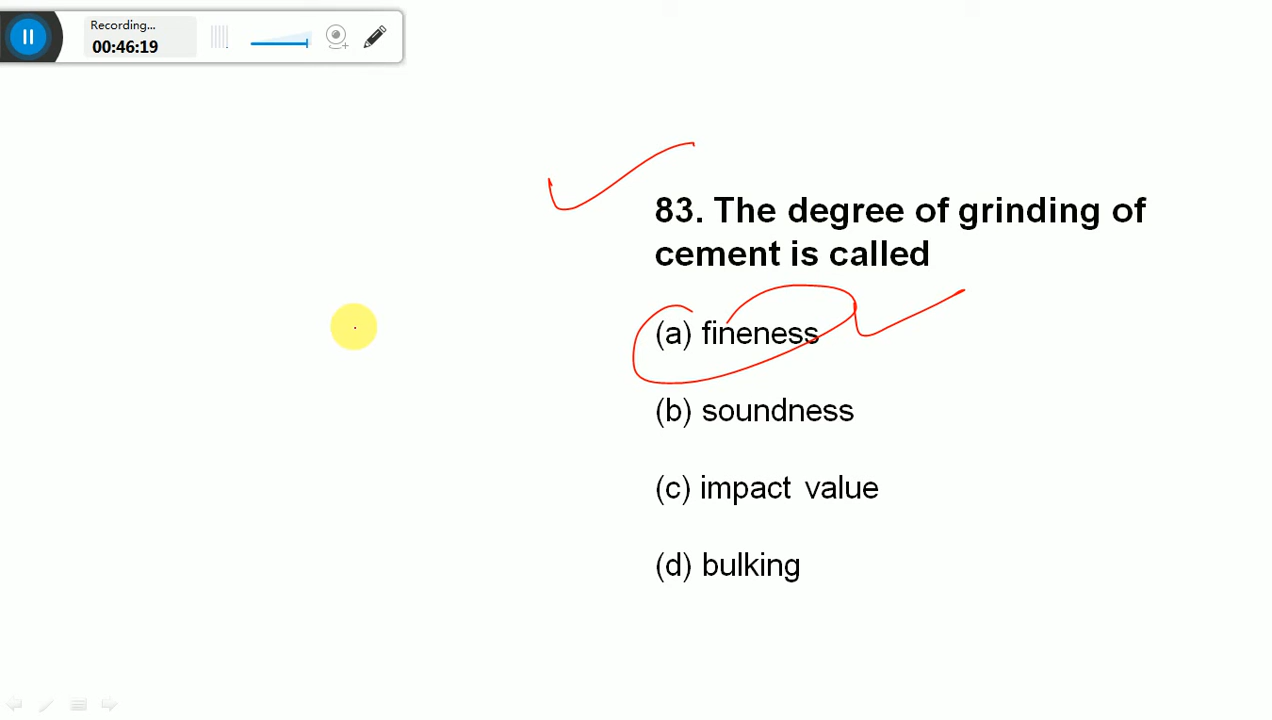 Recording...
00:46:19
83. The degree of grinding of
cement is called
(a) fineness
(b) soundness
(c) impact value
(d) bulking